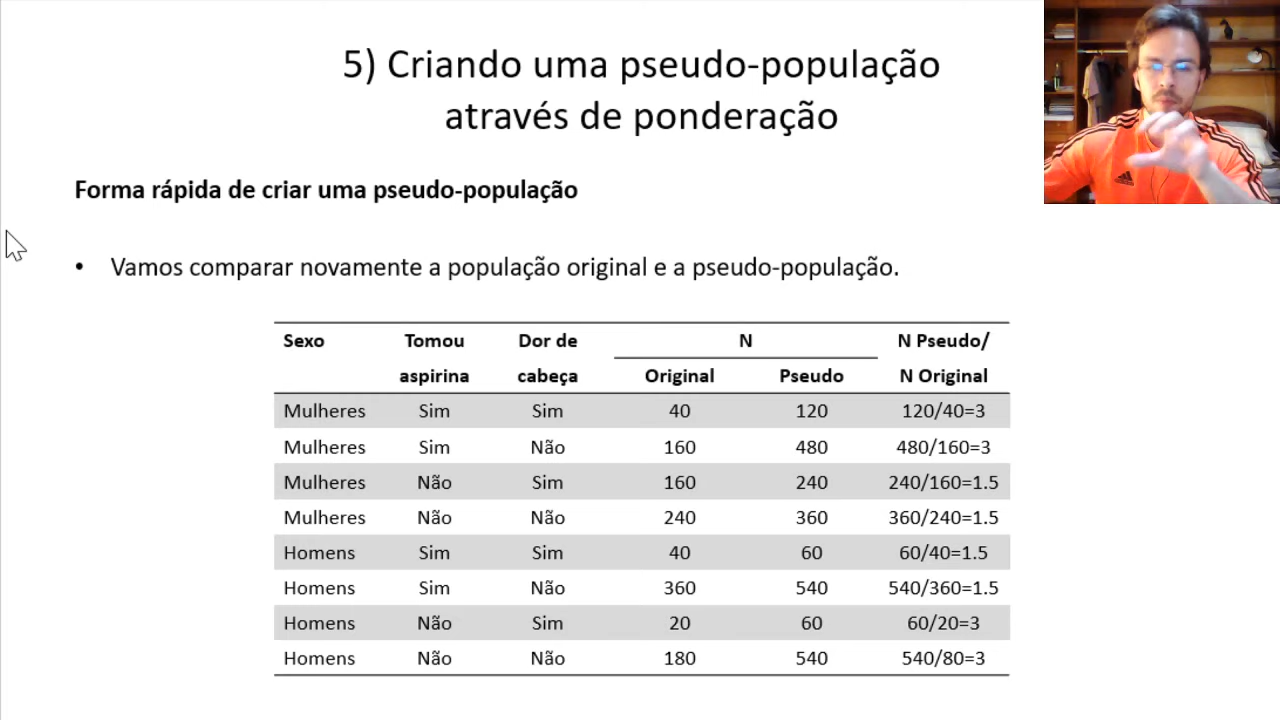 5) Criando uma pseudo-população
através de ponderação
Forma rápida de criar uma pseudo-população
• Vamos comparar novamente a população original e a pseudo-população.
Sexo Tomou Dor de N N Pseudo/
aspirina cabeça Original Pseudo N Original
Mulheres Sim Sim 40 120 120/40=3
Mulheres Sim Não 160 480 480/160=3
Mulheres Não Sim 160 240 240/160=1.5
Mulheres Não Não 240 360 360/240=1.5
Homens Sim Sim 40 60 60/40=1.5
Homens Sim Não 360 540 540/360=1.5
Homens Não Sim 20 60 60/20=3
Homens Não Não 180 540 540/80=3